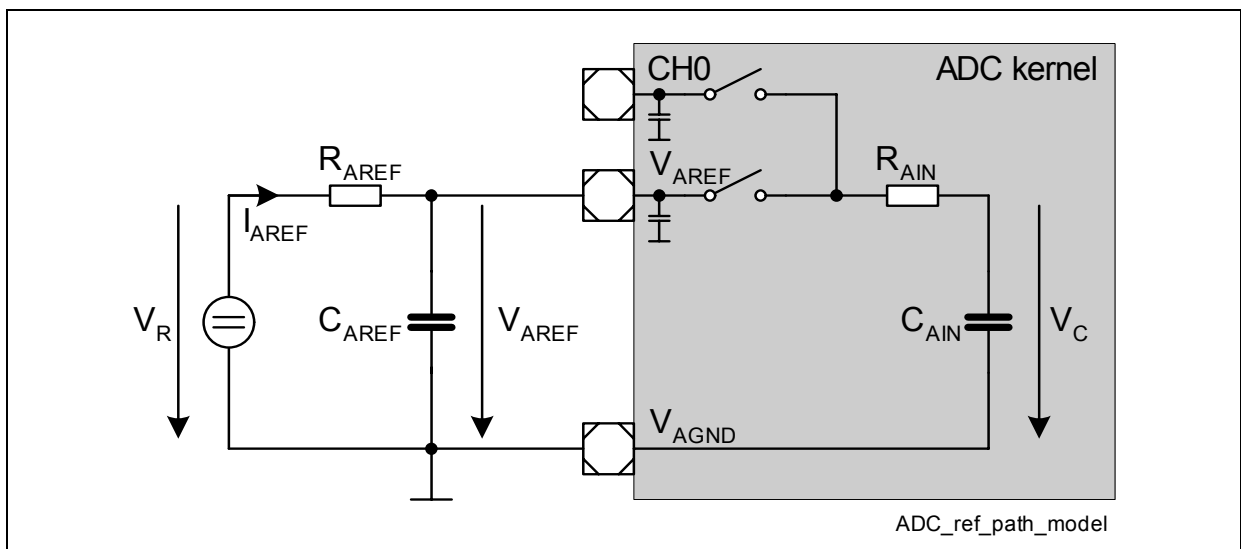 CH0
ADC kernel
R_AREF
V_AREF
R_AIN
I_AREF
V_R
C_AREF
V_AREF
C_AIN
V_C
V_AGND
ADC_ref_path_model